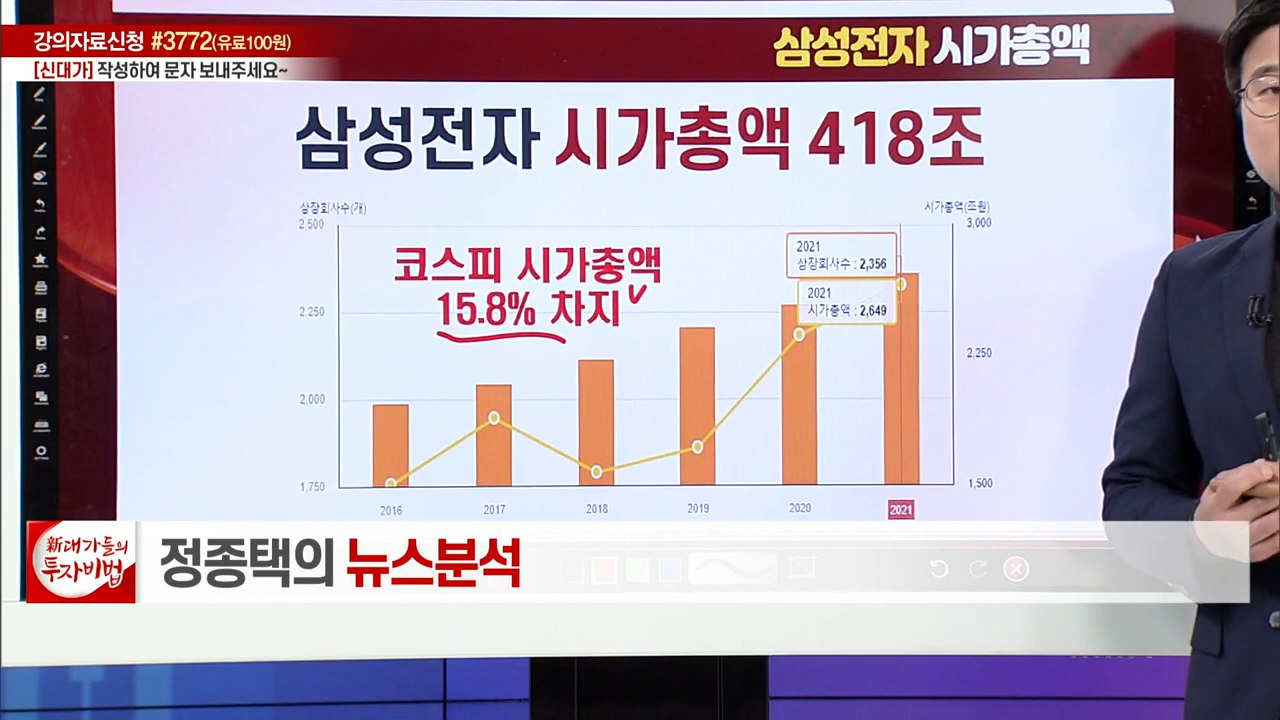 강의자료신청 #3772(유료100원)
[신대가] 작성하여 문자 보내주세요~
삼성전자 시가총액
삼성전자 시가총액 418조
상장회사수(개)
시가총액(조원)
2,500
3,000
코스피 시가총액
15.8% 차지
2021
상장회사수 : 2,356
2021
시가총액 : 2,649
2,250
2,250
2,000
1,750
1,500
2016
2017
2018
2019
2020
2021
新대가들의
투자비법
정종택의 뉴스분석